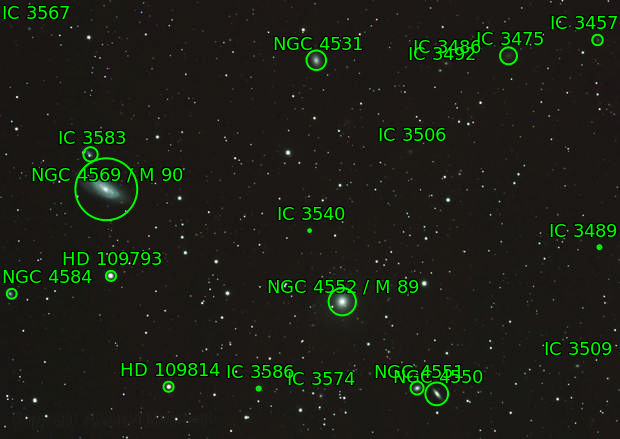 IC 3567
IC 3457
NGC 4531
IC 3475
IC 3486
IC 3492
IC 3583
IC 3506
NGC 4569 / M 90
IC 3540
IC 3489
HD 109793
NGC 4584
NGC 4552 / M 89
IC 3509
HD 109814
IC 3586
IC 3574
NGC 4551
NGC 4550